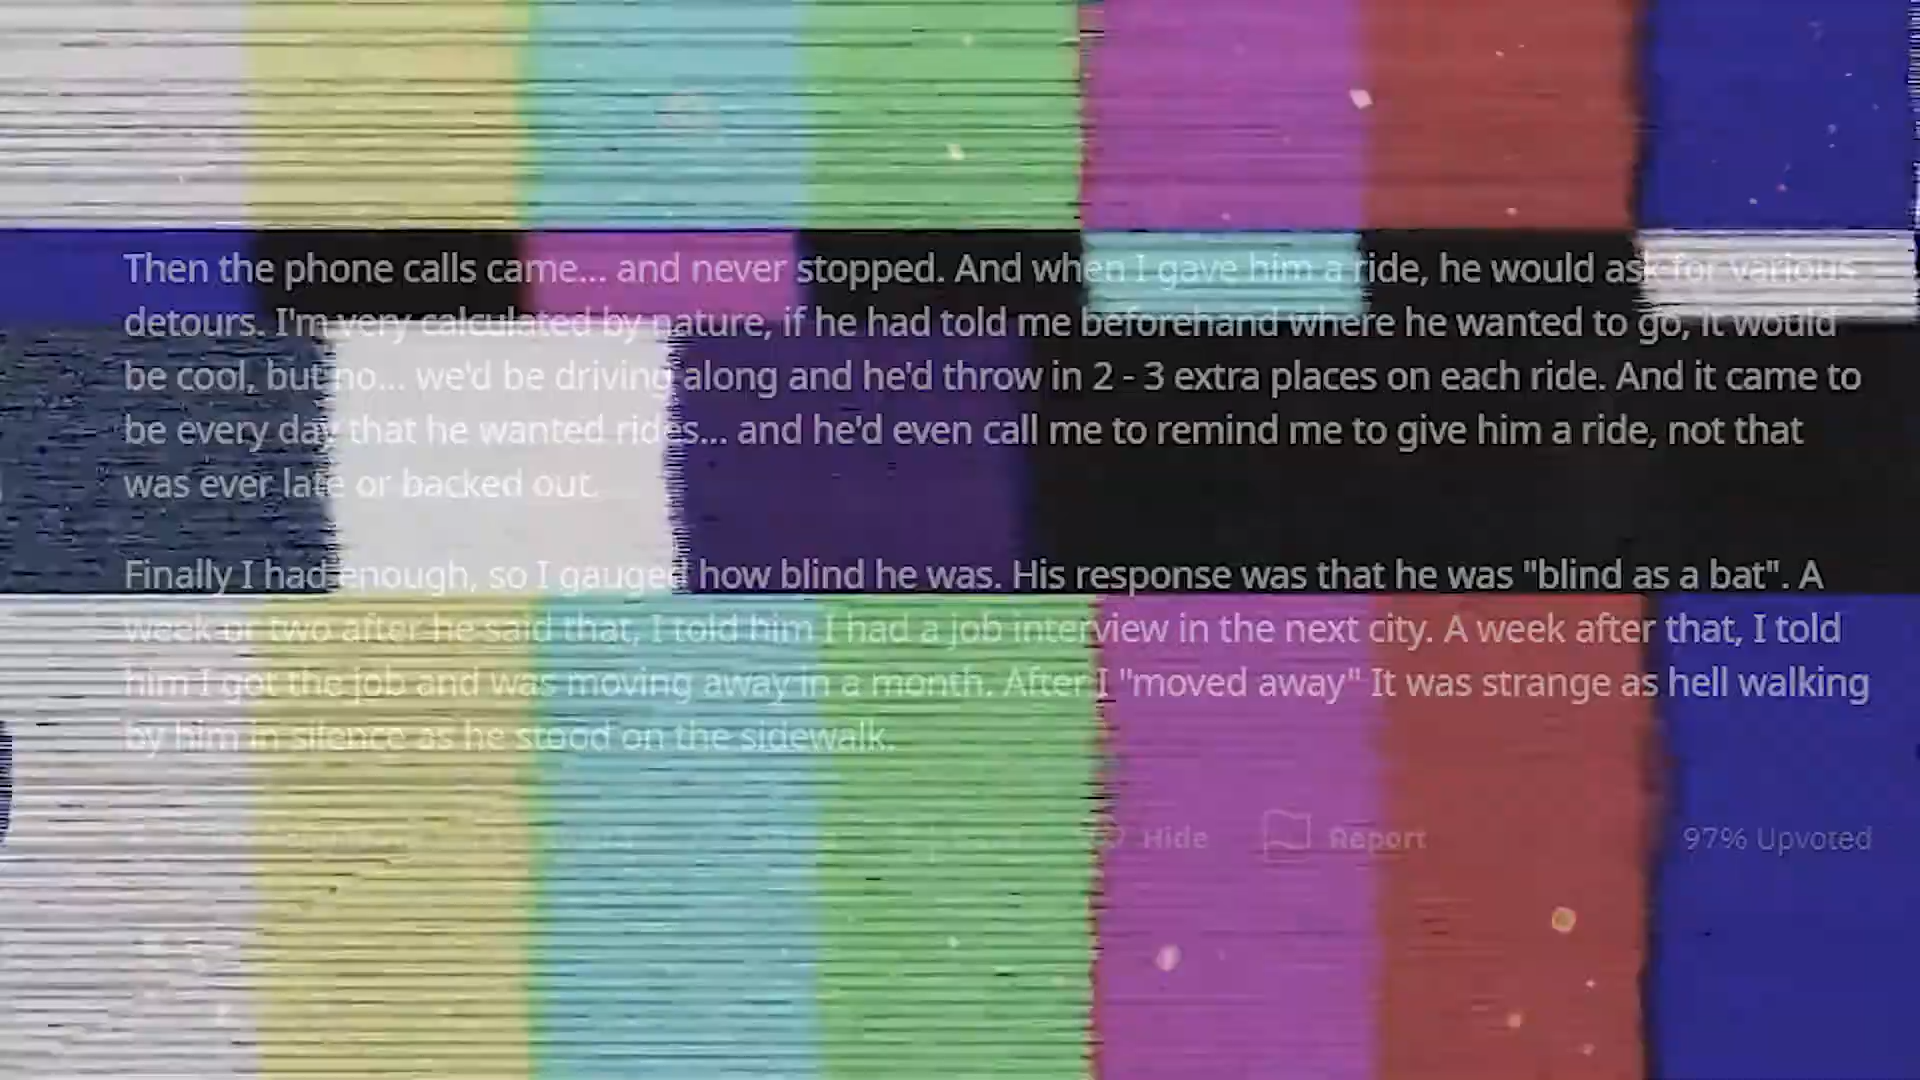 Then the phone calls came... and never stopped. And when I gave him a ride, he would ask for various
detours. I'm very calculated by nature, if he had told me beforehand where he wanted to go, it would
be cool, but no... we'd be driving along and he'd throw in 2 - 3 extra places on each ride. And it came to
be every day that he wanted rides... and he'd even call me to remind me to give him a ride, not that
was ever late or backed out.
Finally I had enough, so I gauged how blind he was. His response was that he was "blind as a bat". A
week or two after he said that, I told him I had a job interview in the next city. A week after that, I told
him I got the job and was moving away in a month. After I "moved away" It was strange as hell walking
by him in silence as he stood on the sidewalk.
Hide Report 97% Upvoted